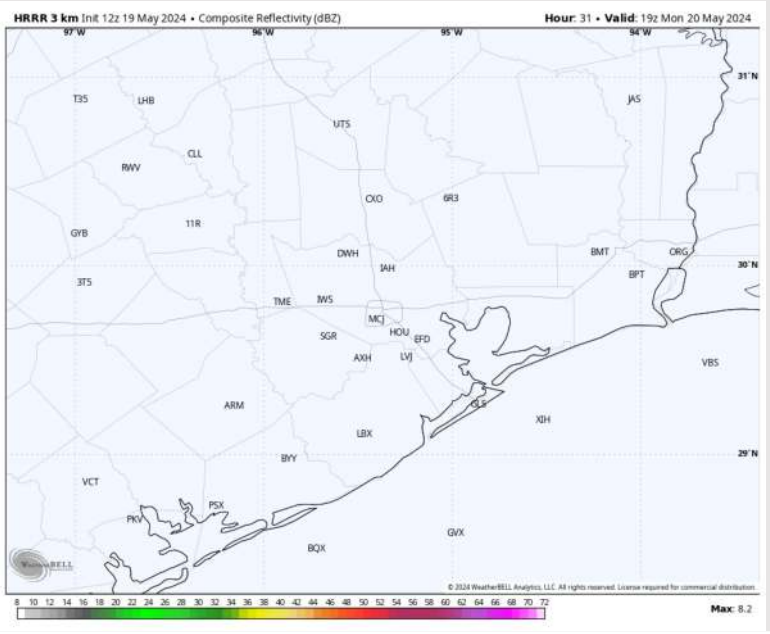 HRRR 3 km Init 12z 19 May 2024 • Composite Reflectivity (dBZ) Hour: 31 • Valid: 19z Mon 20 May 2024
97°W 96°W 95°W 94°W
31°N
T35 LHB JAS
UTS
CLL
RWV
OXO 6R3
11R
GYB
DWH BMT ORG
30°N
IAH
BPT
3T5
TME IWS
MCJ
HOU
SGR EFD
AXH LVJ
VBS
ARM GLS
XIH
LBX
29°N
BYY
VCT
PSX
PKV
GVX
BQX
WeatherBELL
© 2024 WeatherBELL Analytics, LLC. All rights reserved. License required for commercial distribution.
8 10 12 14 16 18 20 22 24 26 28 30 32 34 36 38 40 42 44 46 48 50 52 54 56 58 60 62 64 66 68 70 72
Max: 8.2